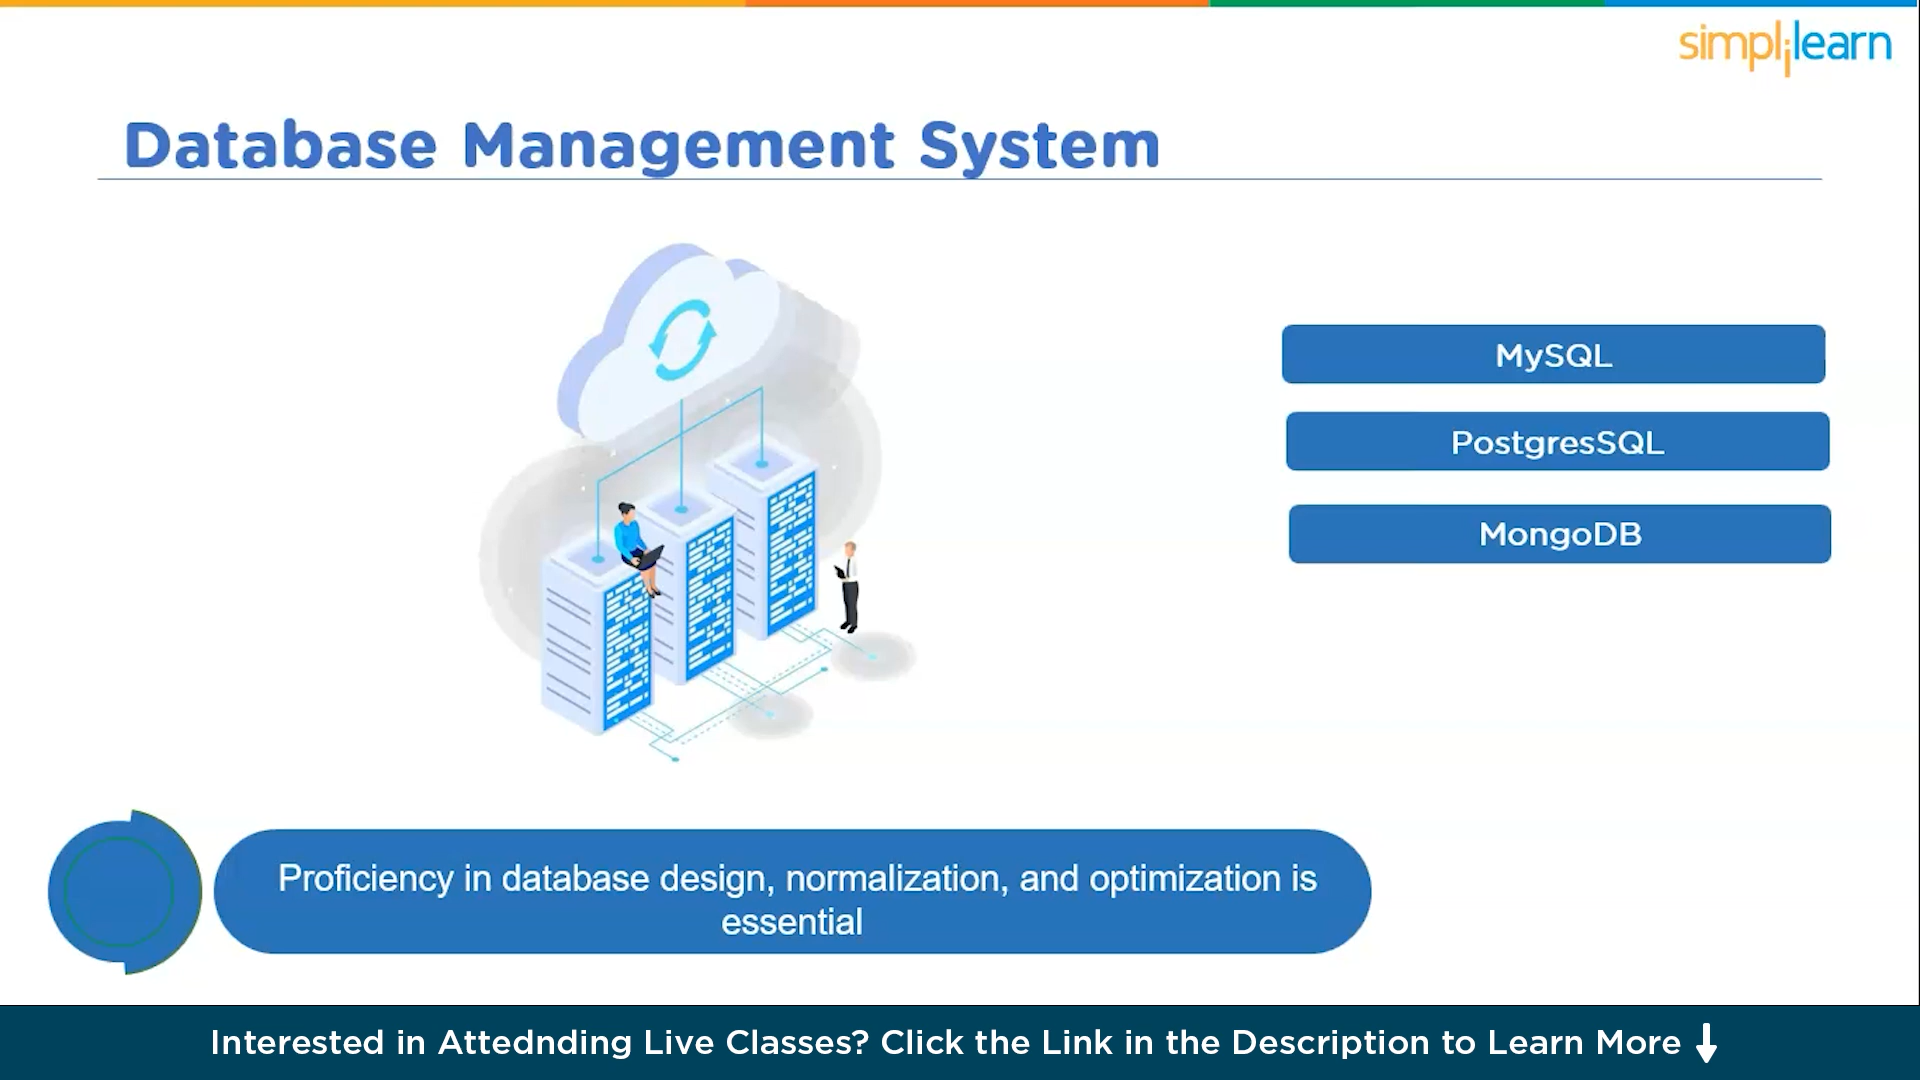 simplilearn
Database Management System
MySQL
PostgresSQL
MongoDB
Proficiency in database design, normalization, and optimization is
essential
Interested in Attednding Live Classes? Click the Link in the Description to Learn More